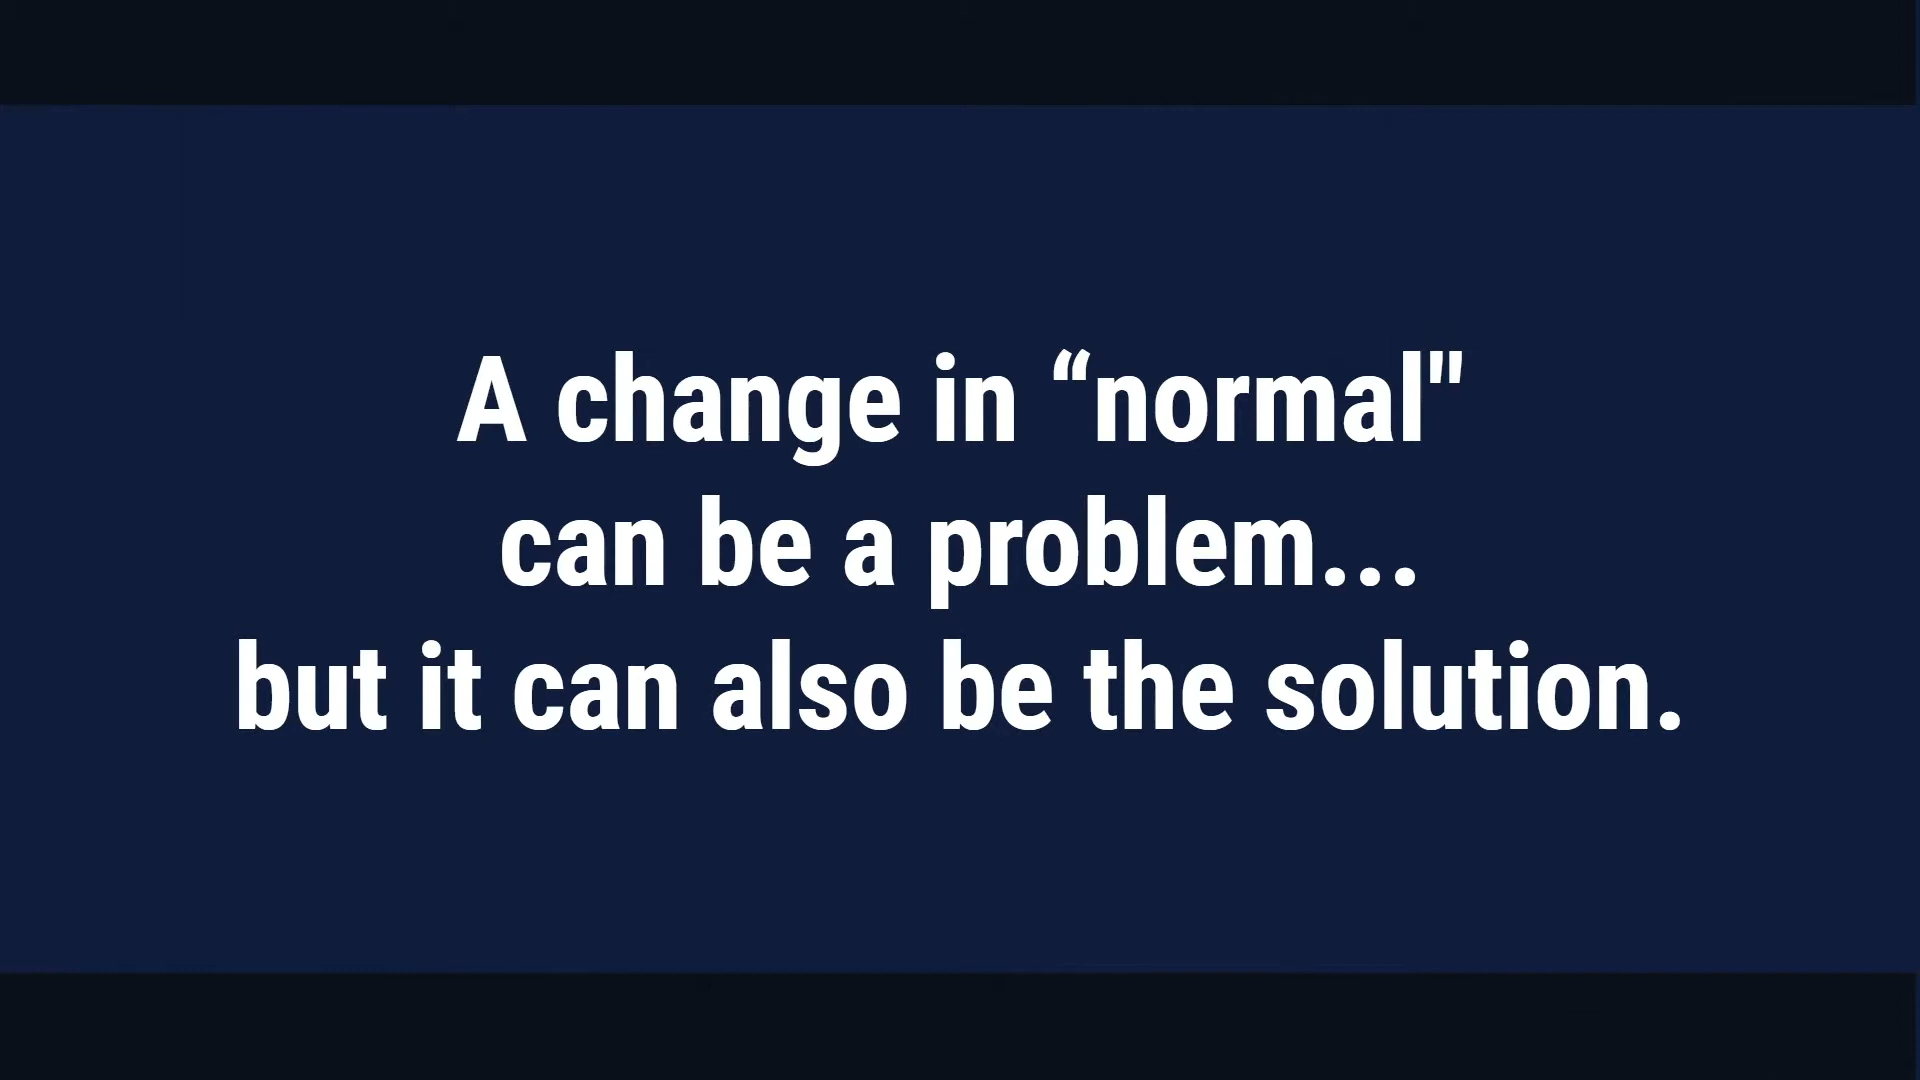 A change in “normal"
can be a problem...
but it can also be the solution.